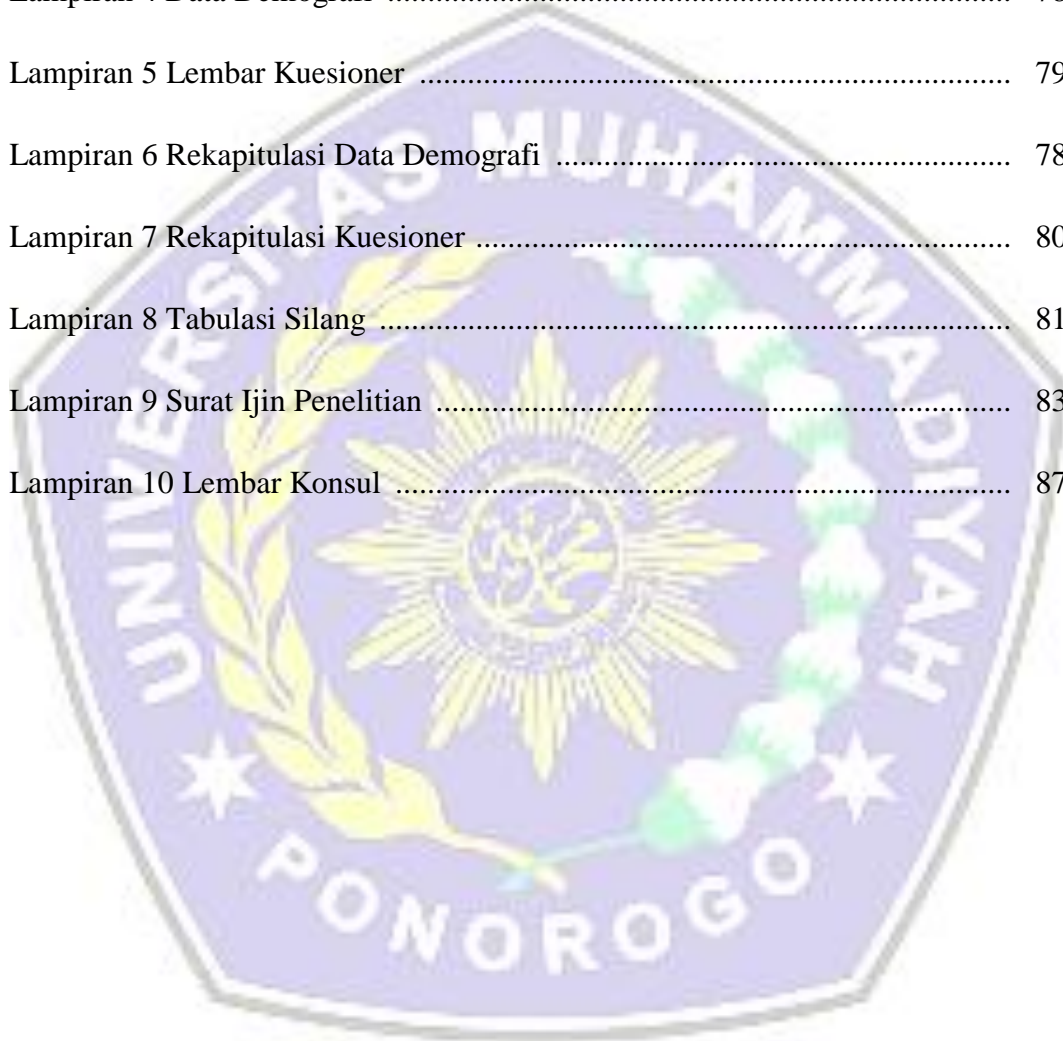 Lampiran 5 Lembar Kuesioner ........................................................................ 79
Lampiran 6 Rekapitulasi Data Demografi ....................................................... 78
Lampiran 7 Rekapitulasi Kuesioner ................................................................. 80
Lampiran 8 Tabulasi Silang ............................................................................. 81
Lampiran 9 Surat Ijin Penelitian ...................................................................... 83
Lampiran 10 Lembar Konsul ........................................................................... 87
UNIVERSITAS MUHAMMADIYAH
PONOROGO